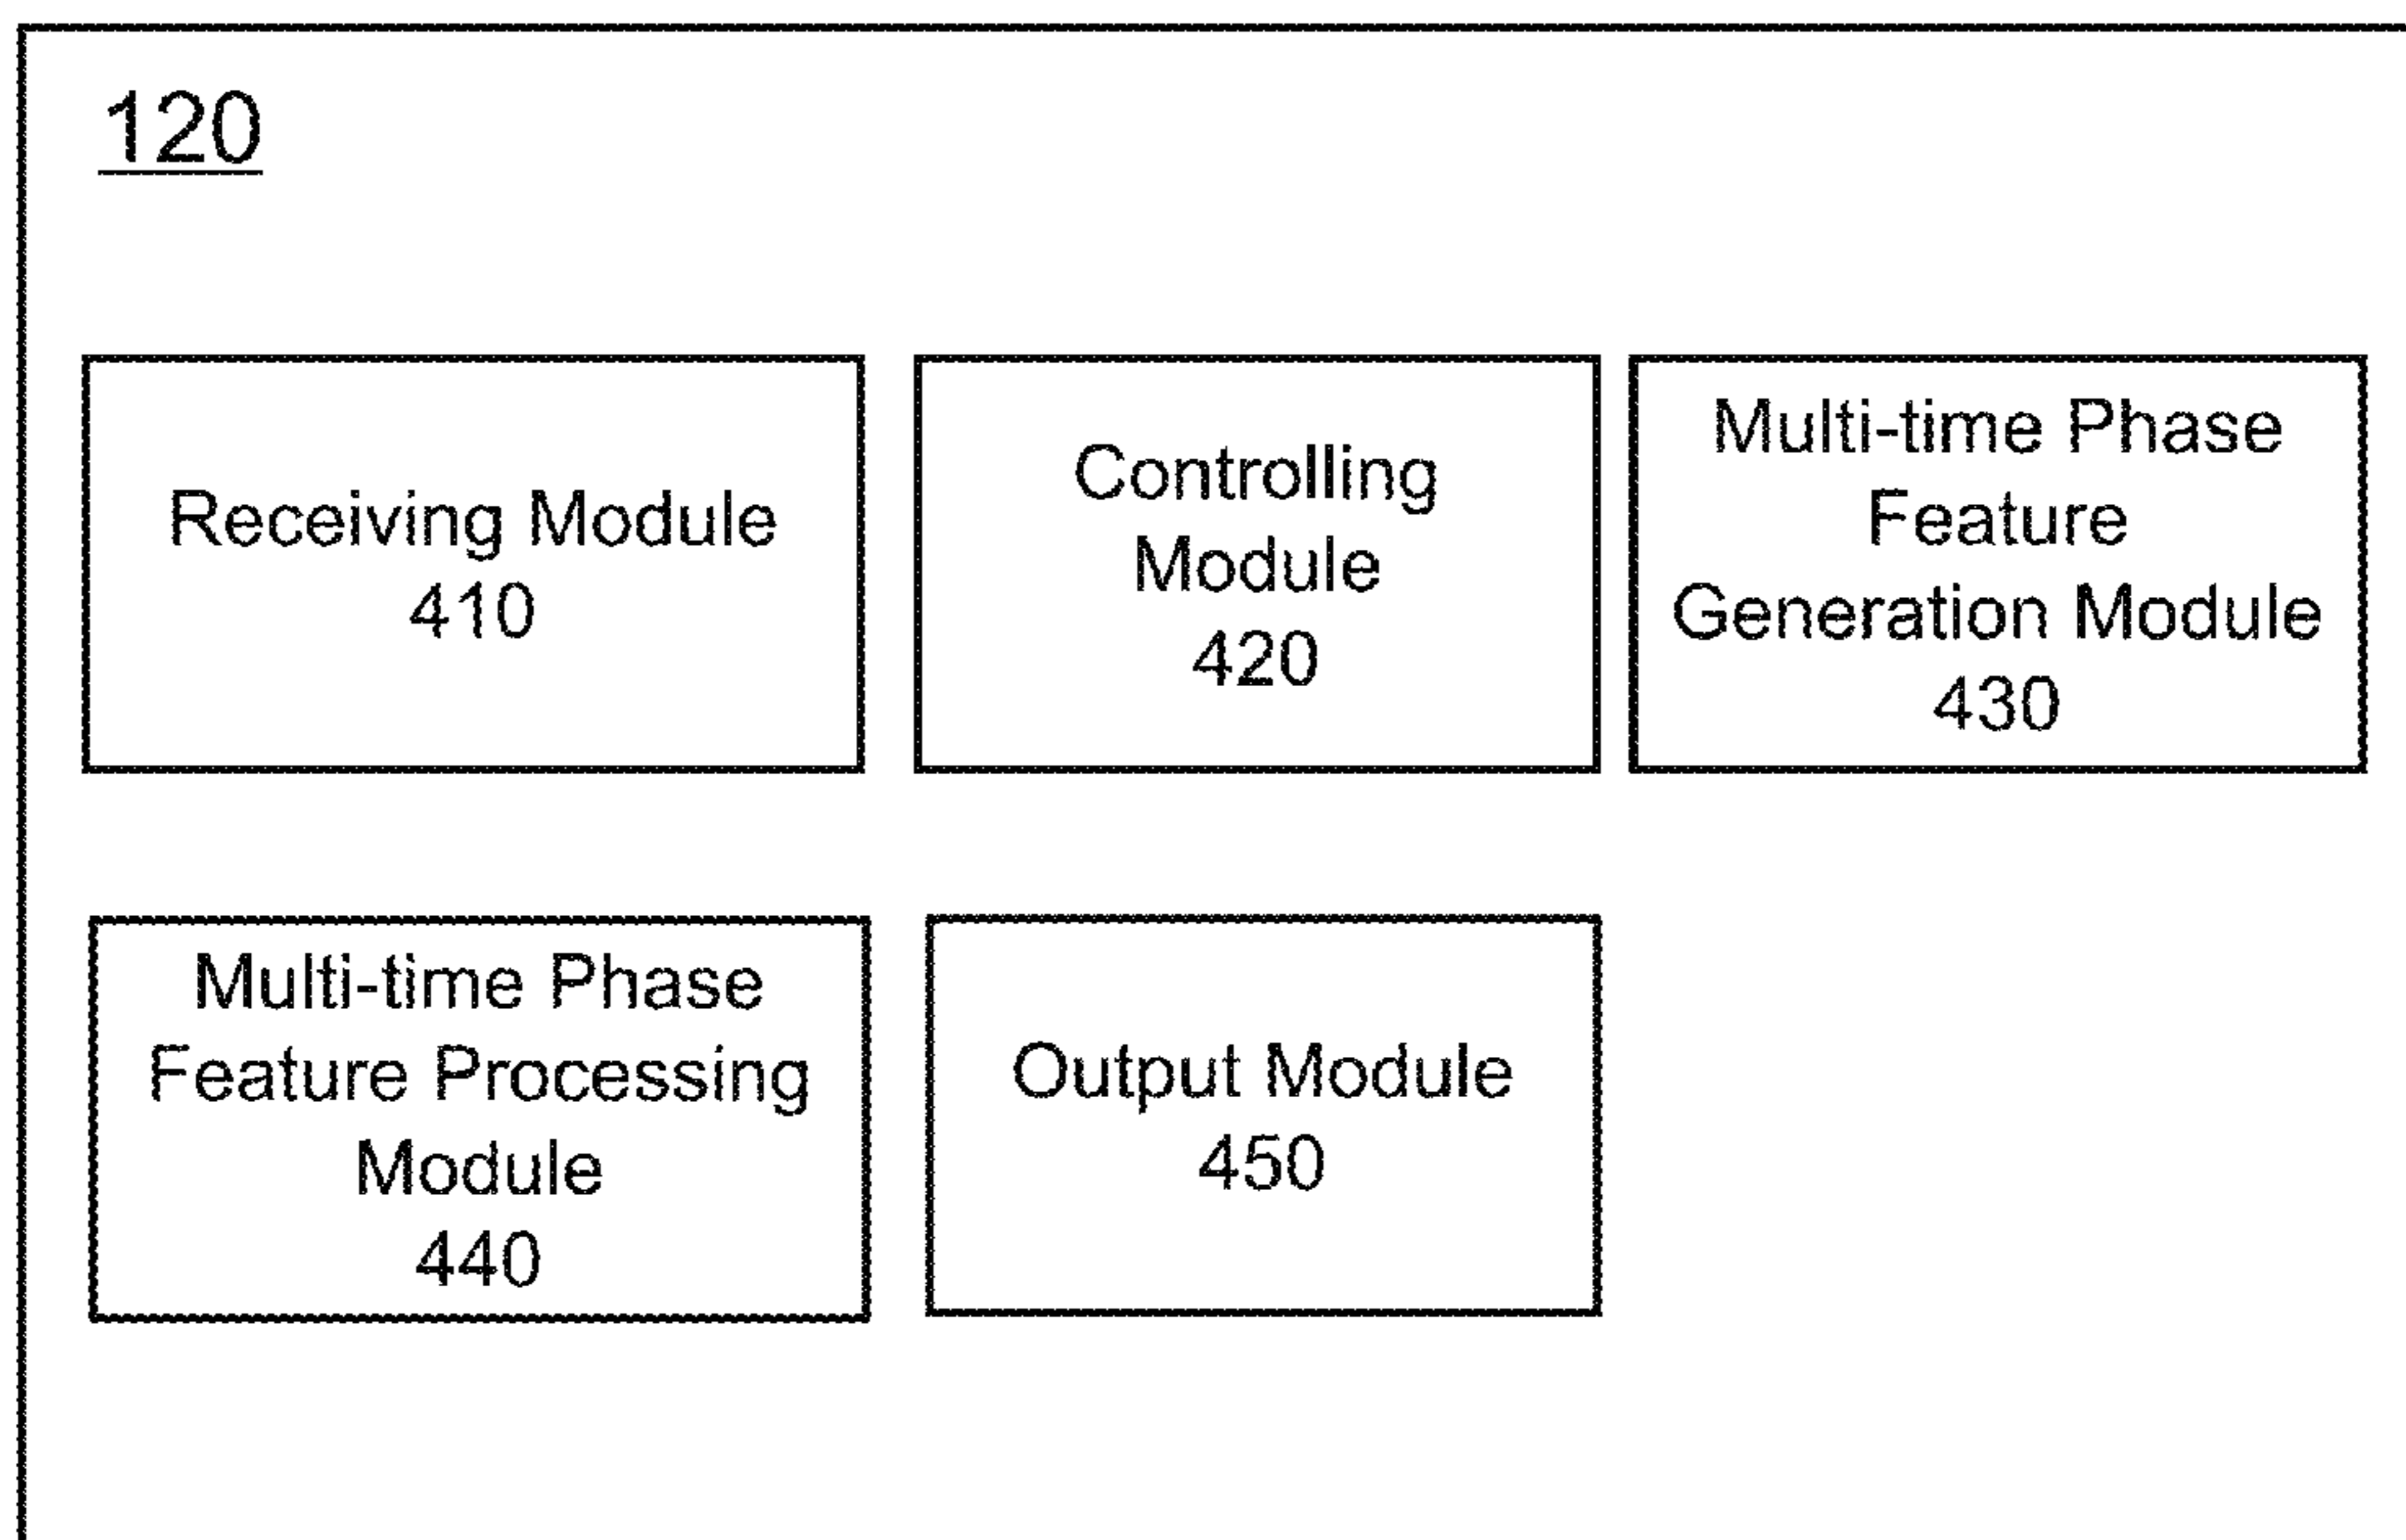 120
Receiving Module
410
Controlling
Module
420
Multi-time Phase
Feature
Generation Module
430
Multi-time Phase
Feature Processing
Module
440
Output Module
450